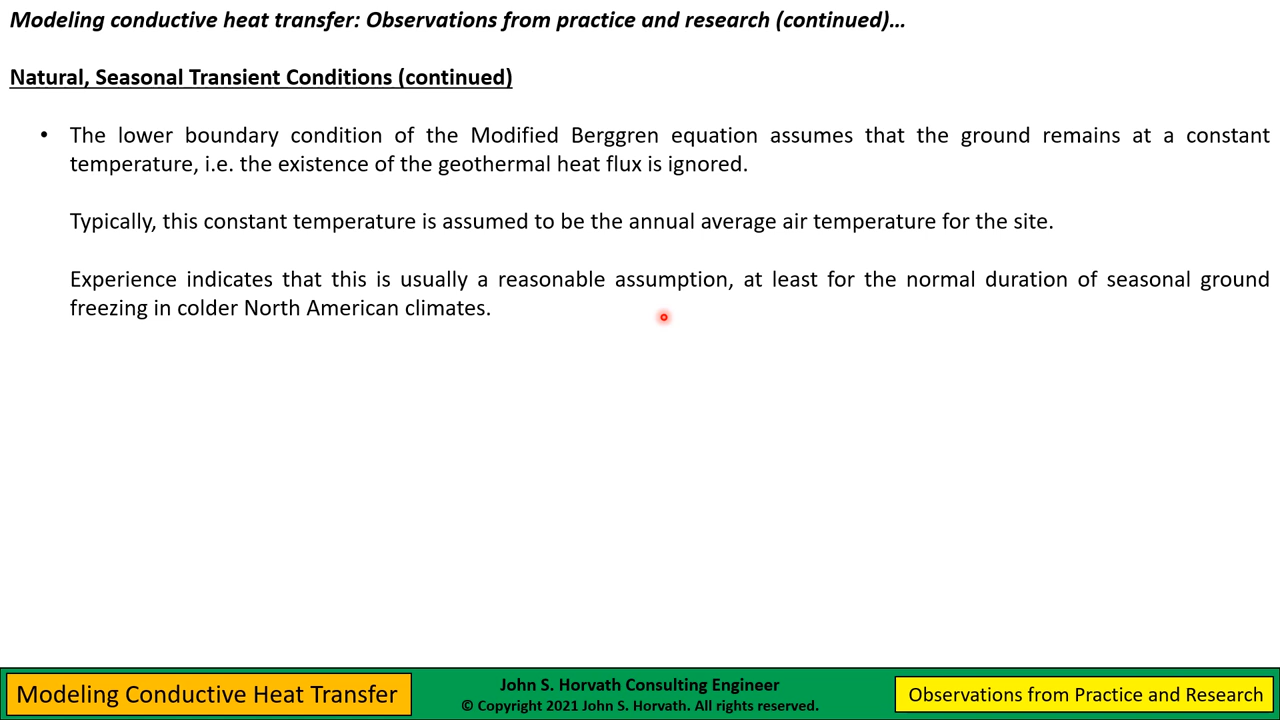 Modeling conductive heat transfer: Observations from practice and research (continued)…
Natural, Seasonal Transient Conditions (continued)
• The lower boundary condition of the Modified Berggren equation assumes that the ground remains at a constant
temperature, i.e. the existence of the geothermal heat flux is ignored.
Typically, this constant temperature is assumed to be the annual average air temperature for the site.
Experience indicates that this is usually a reasonable assumption, at least for the normal duration of seasonal ground
freezing in colder North American climates.
Modeling Conductive Heat Transfer
John S. Horvath Consulting Engineer
© Copyright 2021 John S. Horvath. All rights reserved.
Observations from Practice and Research